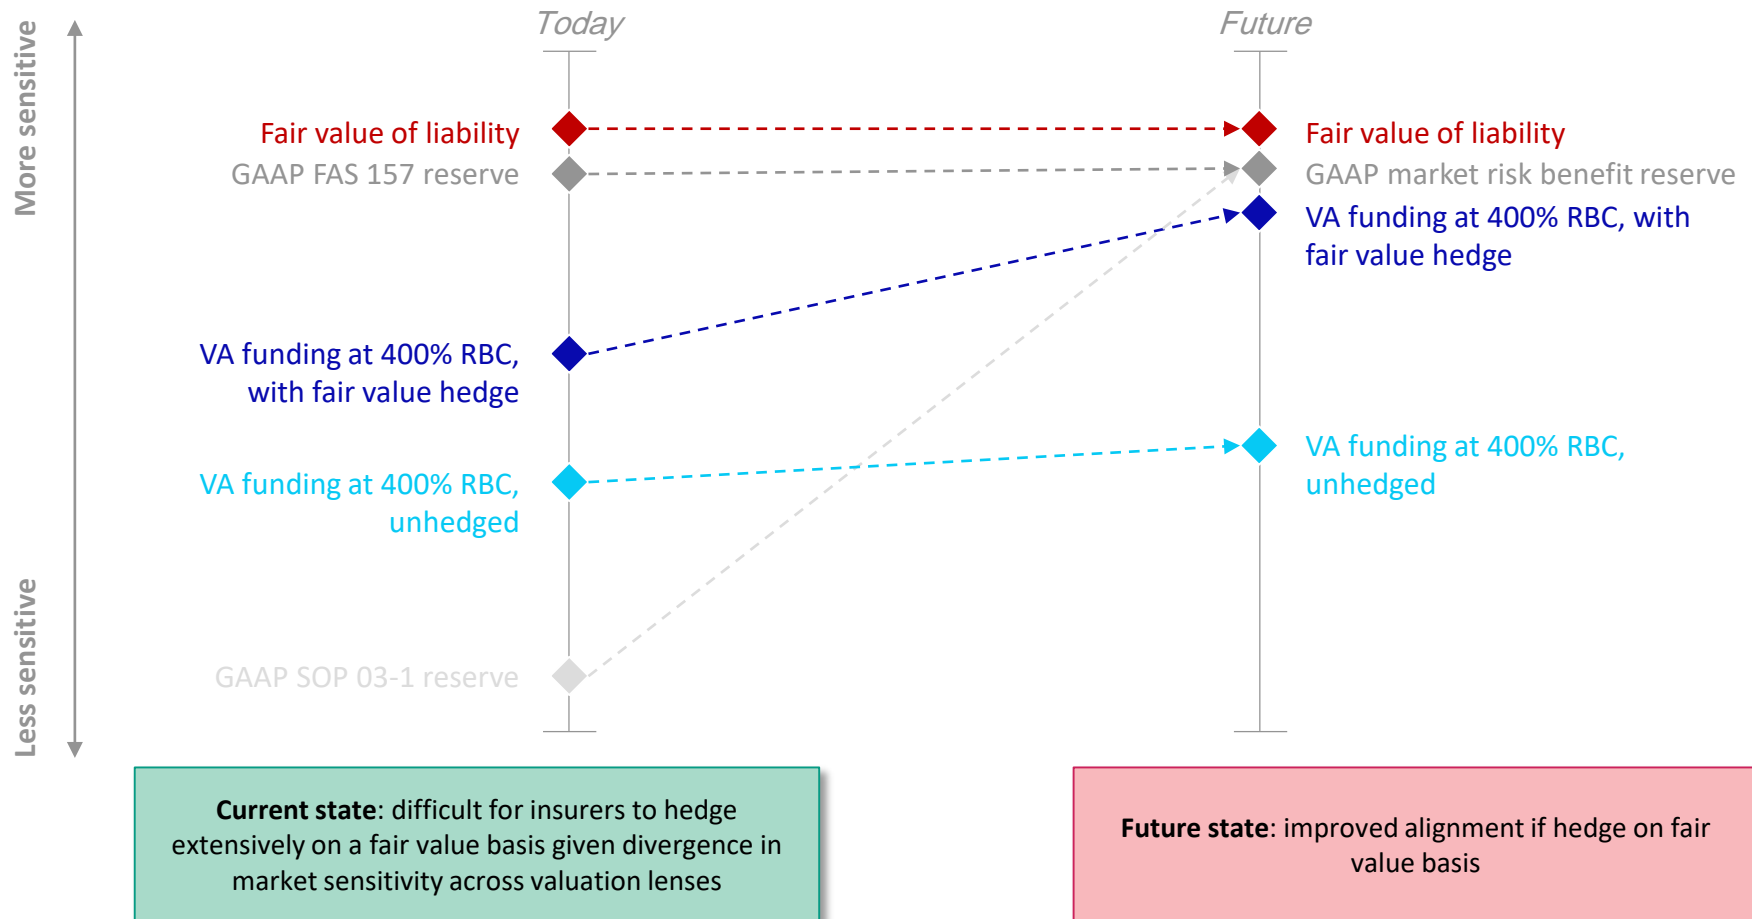 More sensitive
Less sensitive
Today
Future
Fair value of liability
GAAP FAS 157 reserve
VA funding at 400% RBC,
with fair value hedge
VA funding at 400% RBC,
unhedged
GAAP SOP 03-1 reserve
Fair value of liability
GAAP market risk benefit reserve
VA funding at 400% RBC, with
fair value hedge
VA funding at 400% RBC,
unhedged
Current state: difficult for insurers to hedge
extensively on a fair value basis given divergence in
market sensitivity across valuation lenses
Future state: improved alignment if hedge on fair
value basis